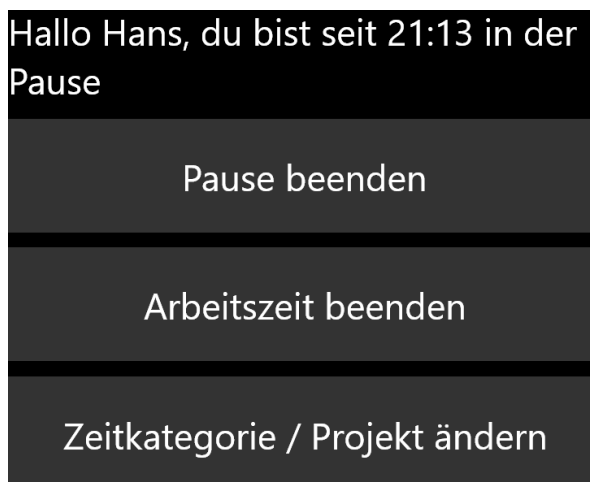 Hallo Hans, du bist seit 21:13 in der
Pause
Pause beenden
Arbeitszeit beenden
Zeitkategorie / Projekt ändern